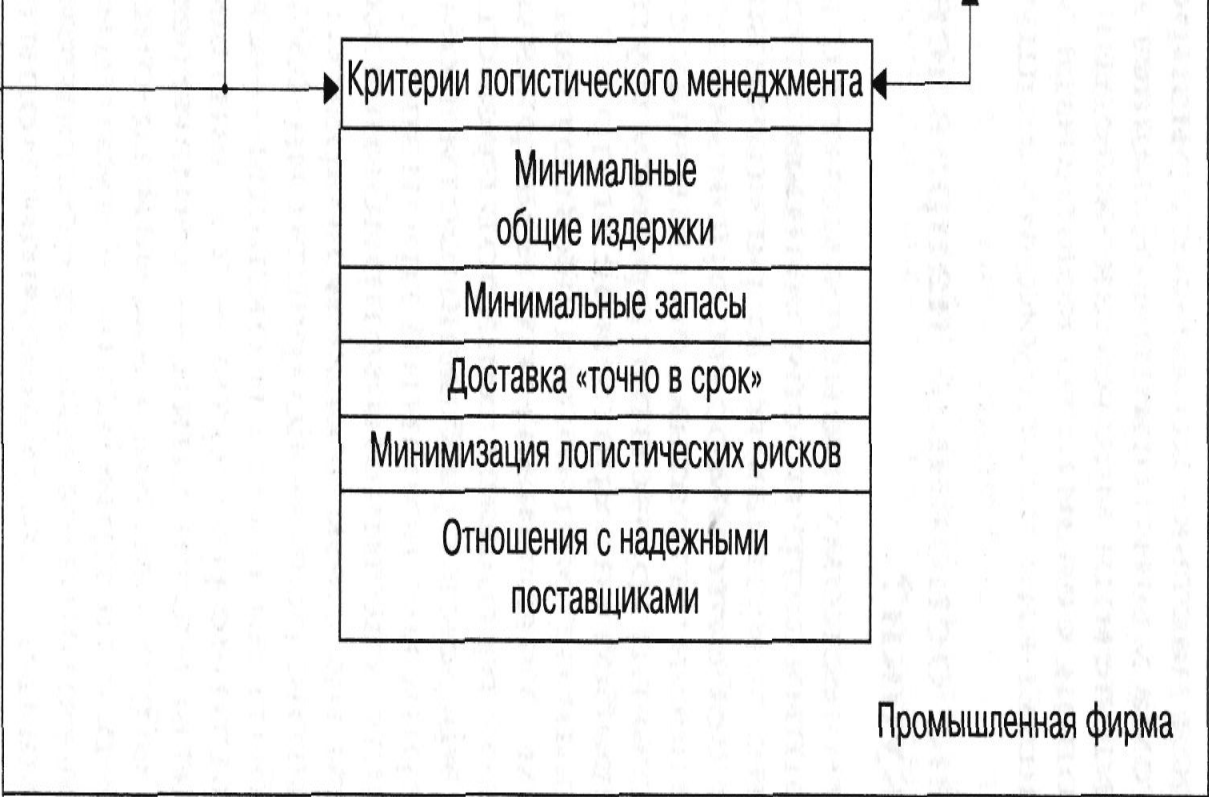 Критерии логистического менеджмента
Минимальные
общие издержки
Минимальные запасы
Доставка «точно в срок»
Минимизация логистических рисков
Отношения с надежными
поставщиками
Промышленная фирма